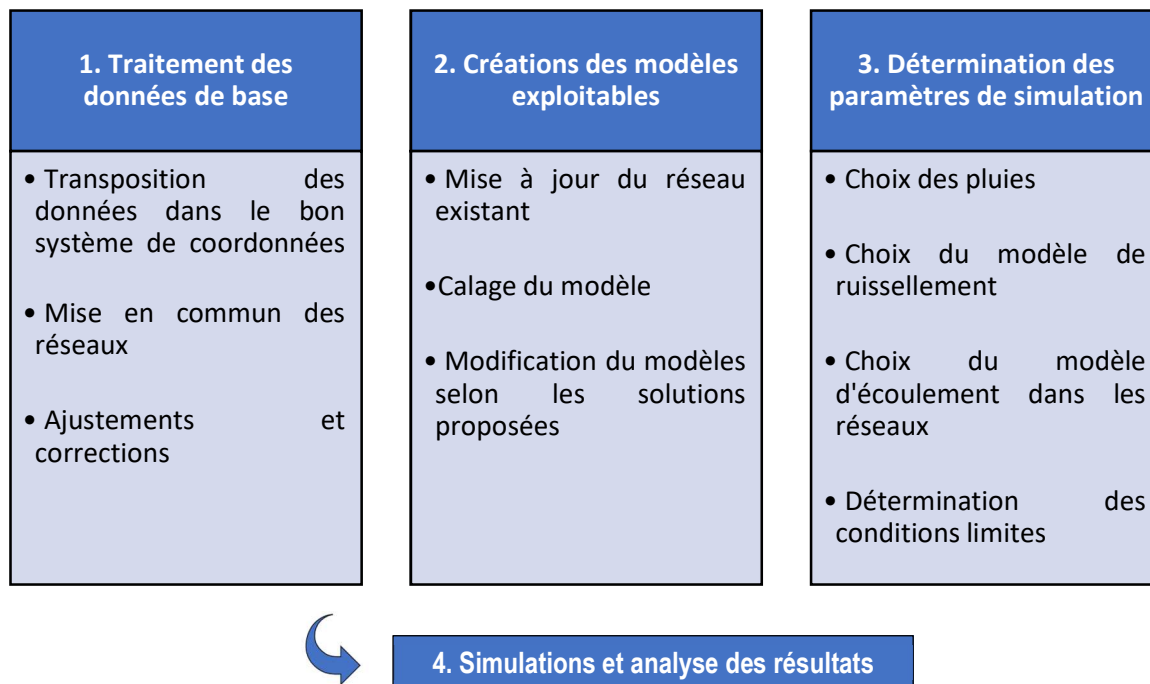 1. Traitement des
données de base
• Transposition des
données dans le bon
système de coordonnées
• Mise en commun des
réseaux
• Ajustements et
corrections
2. Créations des modèles
exploitables
• Mise à jour du réseau
existant
•Calage du modèle
• Modification du modèles
selon les solutions
proposées
3. Détermination des
paramètres de simulation
• Choix des pluies
• Choix du modèle de
ruissellement
• Choix du modèle
d'écoulement dans les
réseaux
• Détermination des
conditions limites
4. Simulations et analyse des résultats